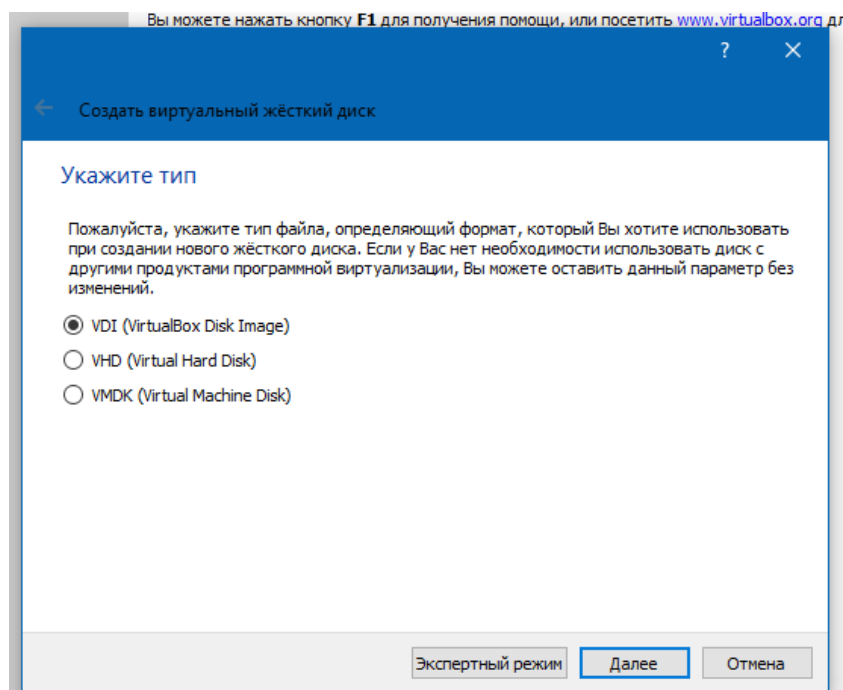 Вы можете нажать кнопку F1 для получения помощи, или посетить www.virtualbox.org дл
?
Создать виртуальный жёсткий диск
Укажите тип
Пожалуйста, укажите тип файла, определяющий формат, который Вы хотите использовать
при создании нового жёсткого диска. Если у Вас нет необходимости использовать диск с
другими продуктами программной виртуализации, Вы можете оставить данный параметр без
изменений.
VDI (VirtualBox Disk Image)
VHD (Virtual Hard Disk)
VMDK (Virtual Machine Disk)
Экспертный режим Далее Отмена